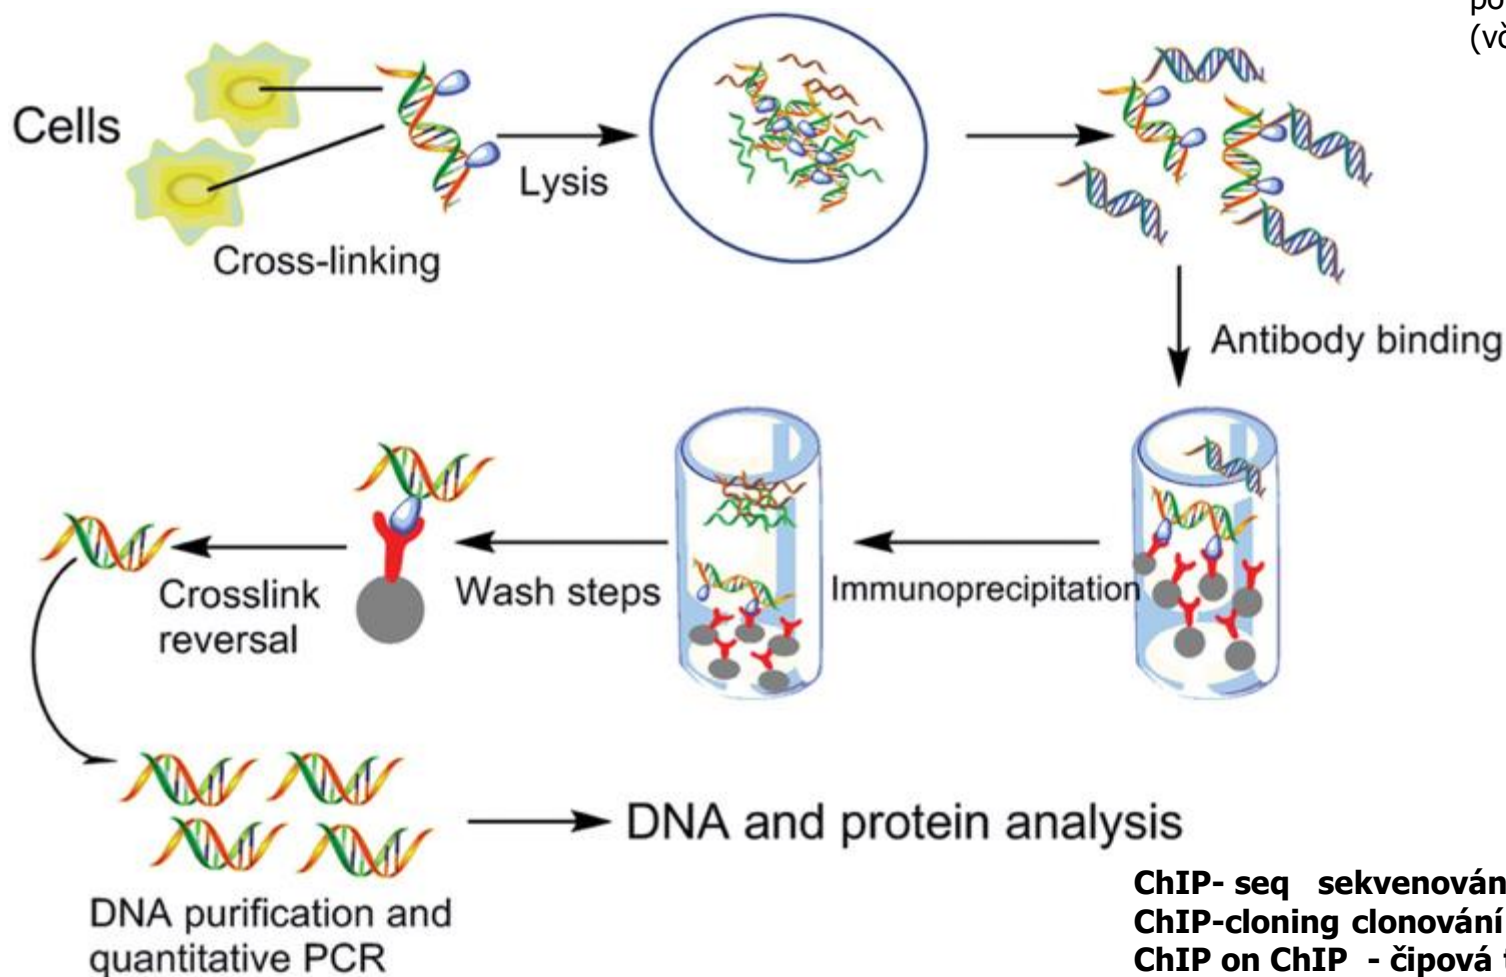 (vč
Cells
Lysis
Cross-linking
Antibody binding
Immunoprecipitation
Wash steps
Crosslink
reversal
DNA and protein analysis
DNA purification and
quantitative PCR
ChIP- seq sekvenován
ChIP-cloning clonování
ChIP on ChIP - čipová